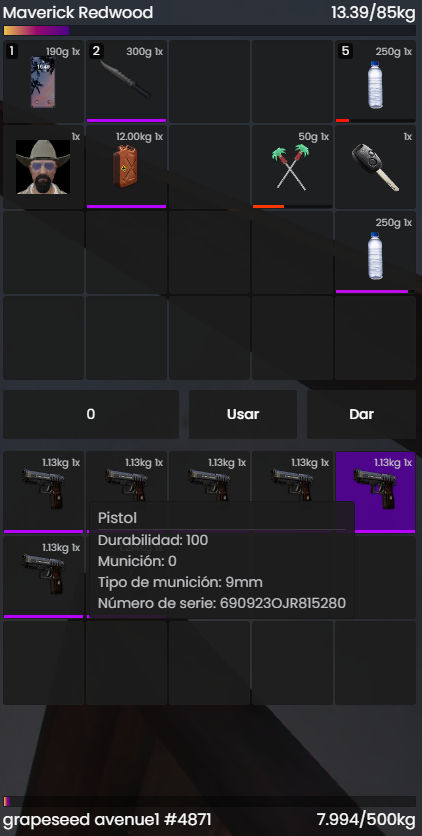 Maverick Redwood 13.39/85kg
1 190g 1x 2 300g 1x 5 250g 1x
1x 12.00kg 1x 50g 1x 1x
250g 1x
0 Usar Dar
1.13kg 1x 1.13kg 1x 1.13kg 1x 1.13kg 1x 1.13kg 1x
1.13kg 1x
Pistol
Durabilidad: 100
Munición: 0
Tipo de munición: 9mm
Número de serie: 690923OJR815280
grapeseed avenue1 #4871 7.994/500kg